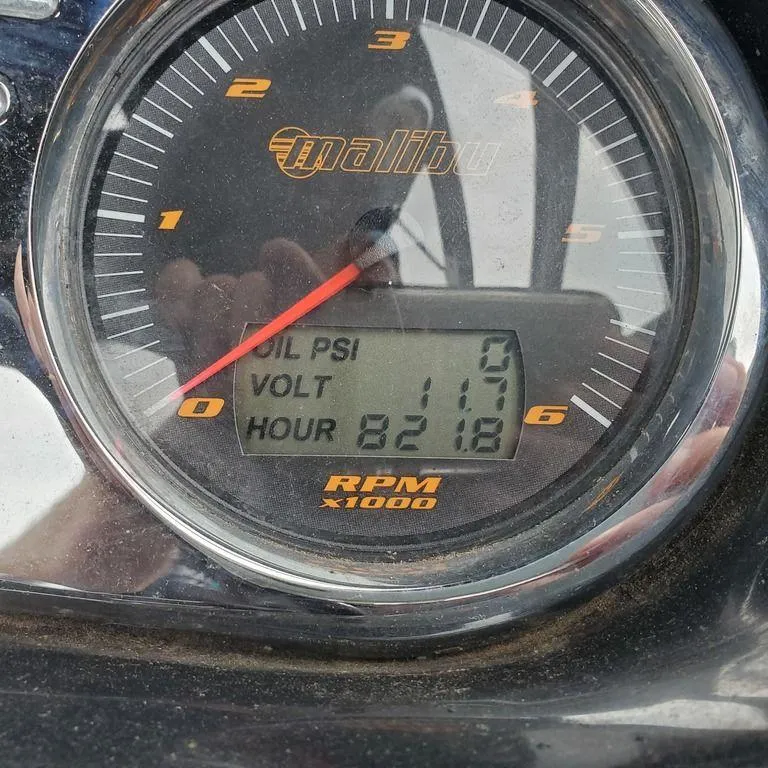 3
2
4
malibu
1
5
OIL PSI 0
VOLT 11.7
HOUR 821.8
0
6
RPM
x1000